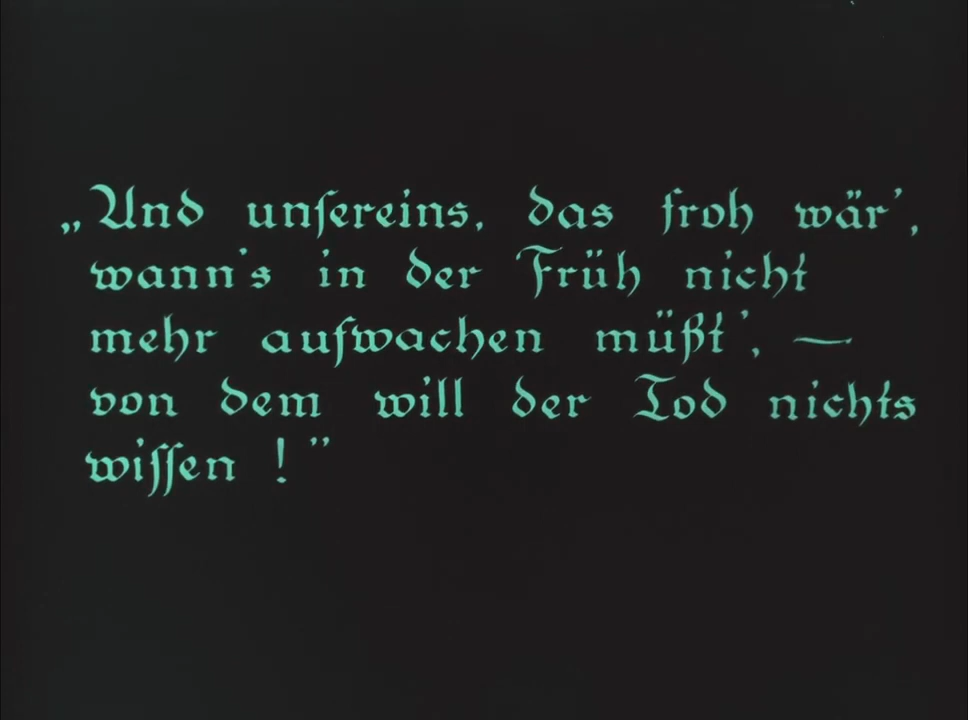 „Und unſereins, das froh wär',
wann's in der Früh nicht
mehr aufwachen müßt', —
von dem will der Tod nichts
wiſſen !”